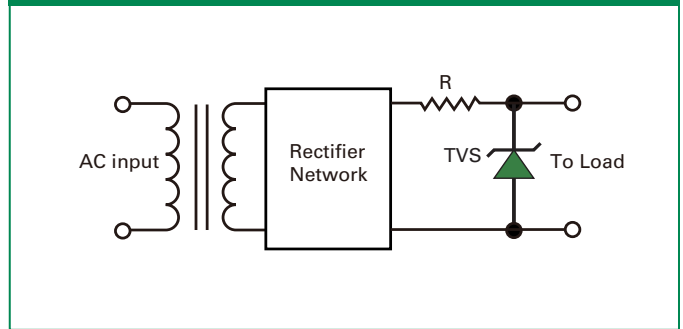 R
AC input
Rectifier
Network
TVS
To Load